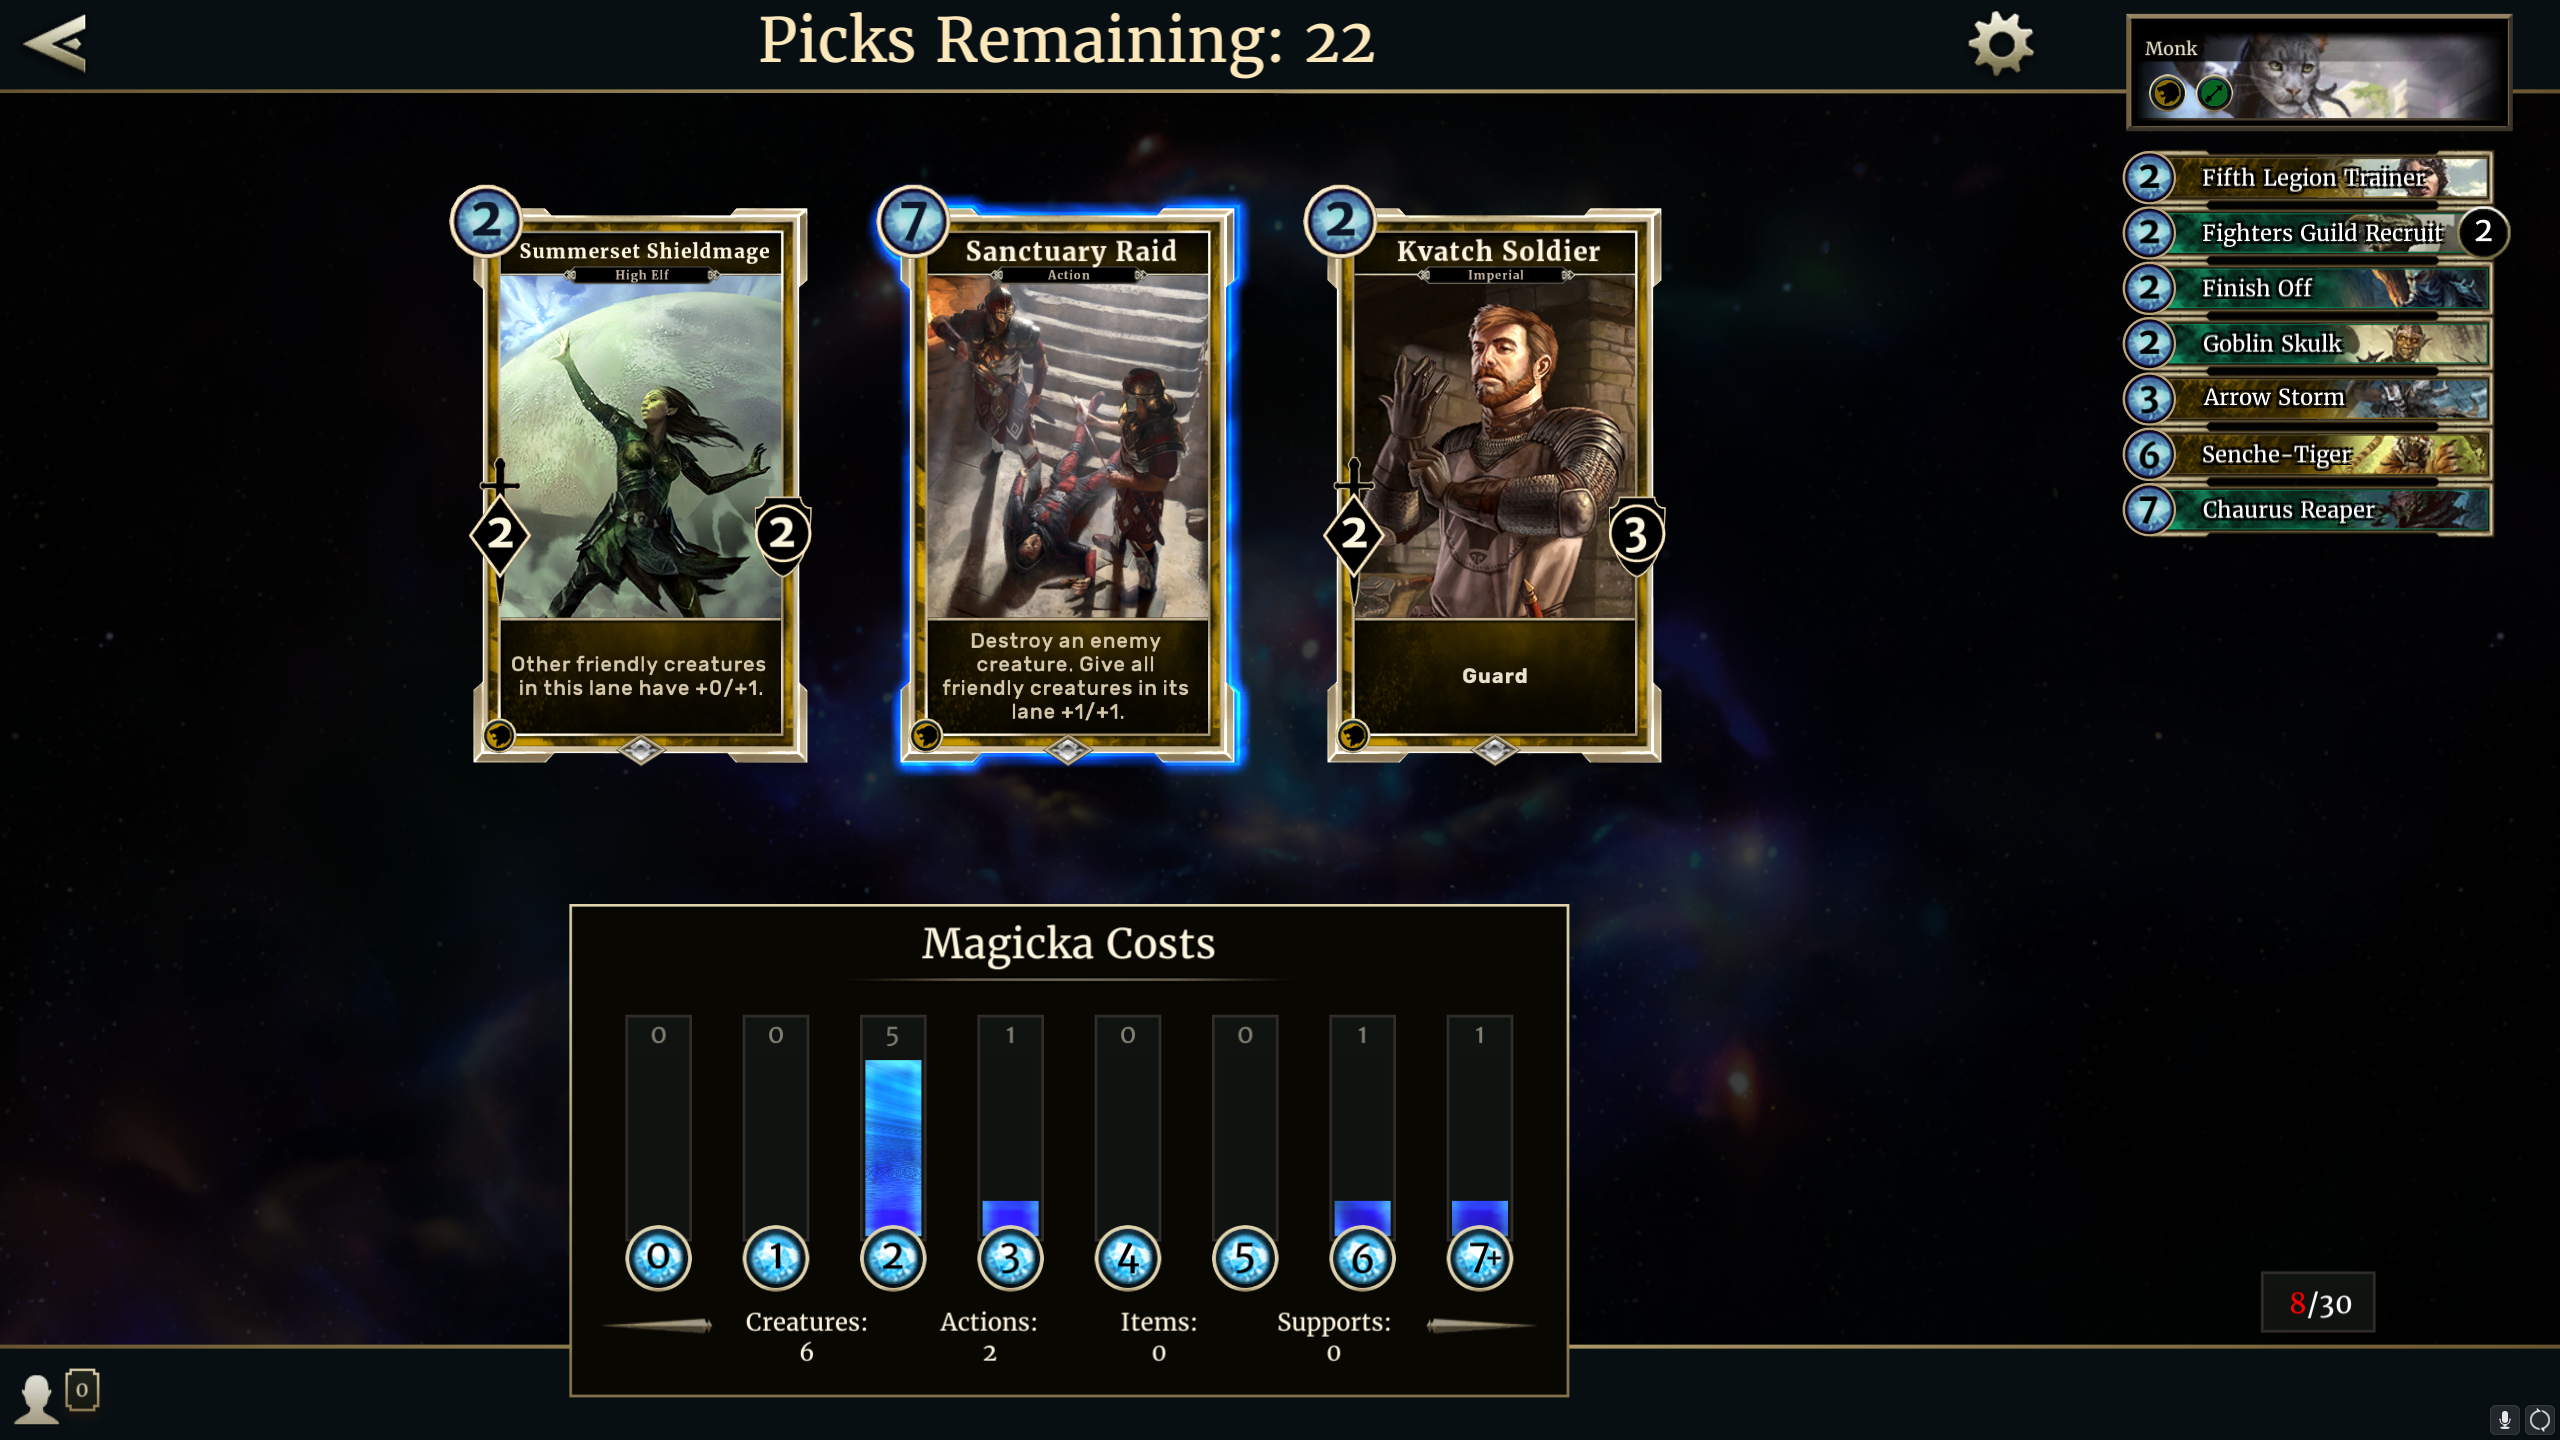 Picks Remaining: 22
Monk
2 Fifth Legion Trainer
2 Fighters Guild Recruit 2
2 Finish Off
2 Goblin Skulk
3 Arrow Storm
6 Senche-Tiger
7 Chaurus Reaper
2
Summerset Shieldmage
High Elf
2
2
Other friendly creatures
in this lane have +0/+1.
7
Sanctuary Raid
Action
Destroy an enemy
creature. Give all
friendly creatures in its
lane +1/+1.
2
Kvatch Soldier
Imperial
2
3
Guard
Magicka Costs
0 0 5 1 0 0 1 1
0 1 2 3 4 5 6 7+
Creatures: Actions: Items: Supports:
6 2 0 0
8/30
0